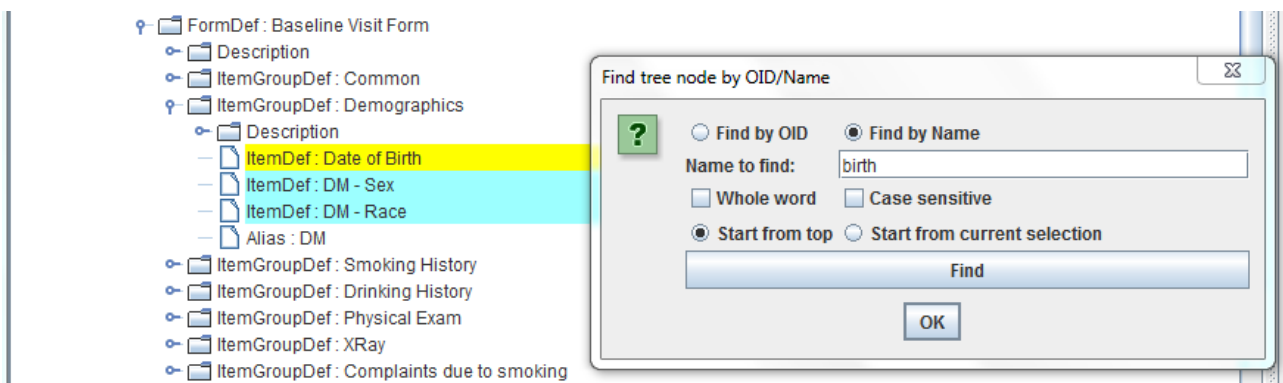 FormDef : Baseline Visit Form
Description
ItemGroupDef : Common
ItemGroupDef : Demographics
Description
ItemDef : Date of Birth
ItemDef : DM - Sex
ItemDef : DM - Race
Alias : DM
ItemGroupDef : Smoking History
ItemGroupDef : Drinking History
ItemGroupDef : Physical Exam
ItemGroupDef : XRay
ItemGroupDef : Complaints due to smoking
Find tree node by OID/Name
?
Find by OID Find by Name
Name to find: birth
Whole word Case sensitive
Start from top Start from current selection
Find
OK